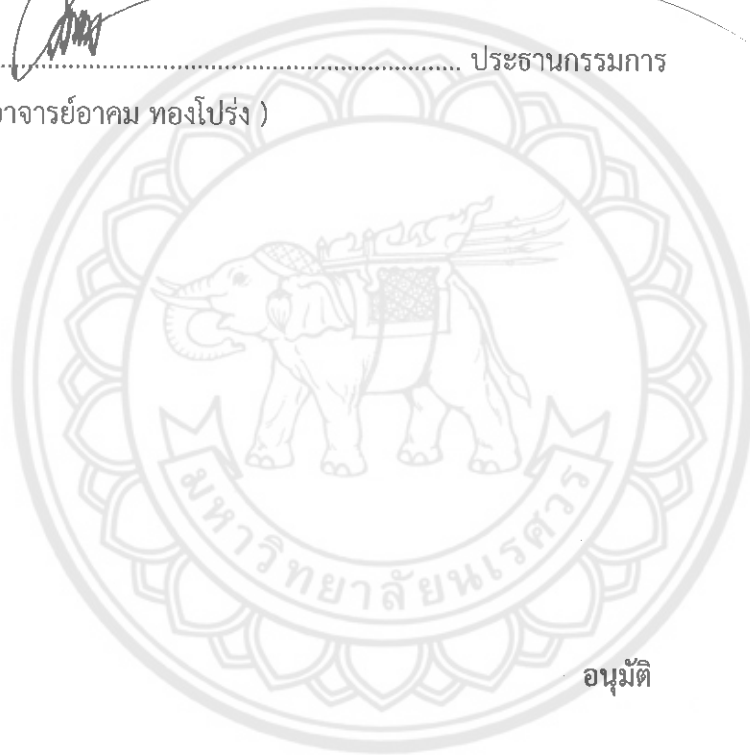 ประธานกรรมการ
อาจารย์อาคม ทองโปร่ง )
มหาวิทยาลัยนเรศวร
อนุมัติ